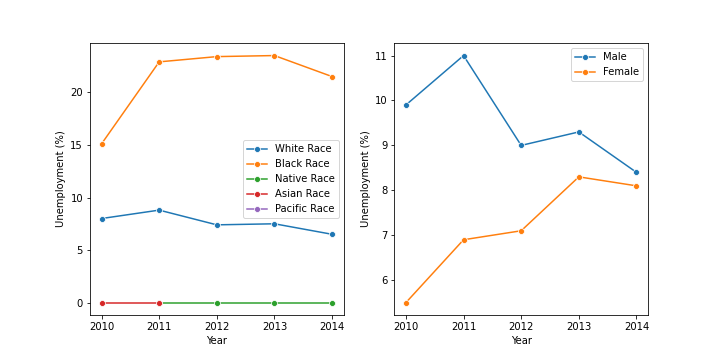 Unemployment (%)
20
15
10
5
0
2010 2011 2012 2013 2014
Year
White Race
Black Race
Native Race
Asian Race
Pacific Race
Unemployment (%)
11
10
9
8
7
6
2010 2011 2012 2013 2014
Year
Male
Female